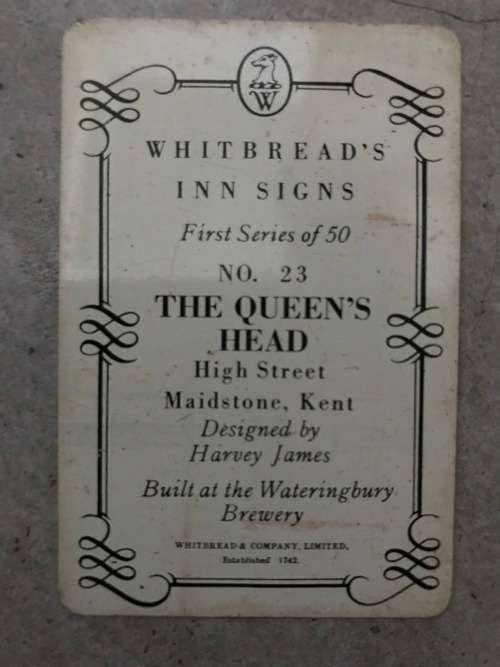 W
WHITBREAD'S
INN SIGNS
First Series of 50
NO. 23
THE QUEEN'S
HEAD
High Street
Maidstone, Kent
Designed by
Harvey James
Built at the Wateringbury
Brewery
WHITBREAD & COMPANY, LIMITED,
Established 1742.